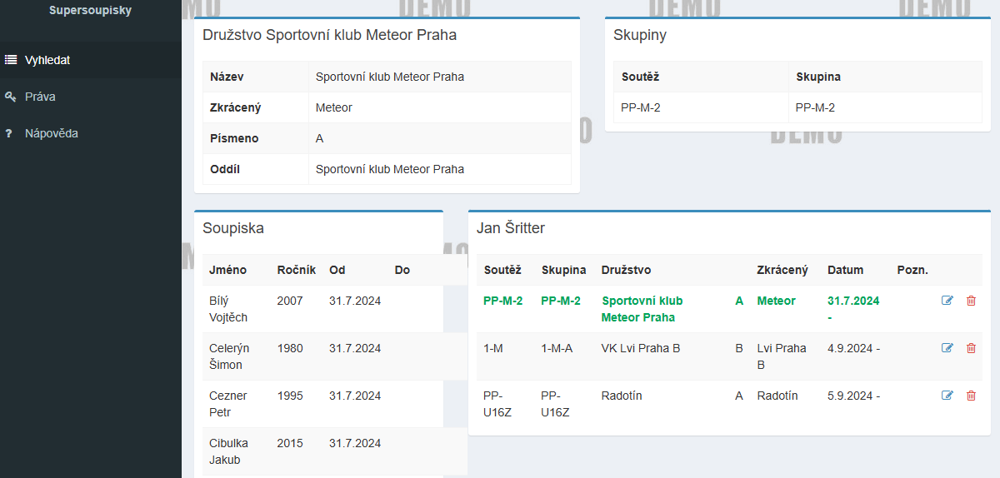 Supersoupisky
Vyhledat
Práva
Nápověda
DEMO
DEMO
DEMO
Družstvo Sportovní klub Meteor Praha
Název Sportovní klub Meteor Praha
Zkrácený Meteor
Písmeno A
Oddíl Sportovní klub Meteor Praha
Skupiny
Soutěž Skupina
PP-M-2 PP-M-2
DEMO
Soupiska
Jméno Ročník Od Do
Bílý 2007 31.7.2024
Vojtěch
Celerýn 1980 31.7.2024
Šimon
Cezner 1995 31.7.2024
Petr
Cibulka 2015 31.7.2024
Jakub
Jan Šritter
Soutěž Skupina Družstvo Zkrácený Datum Pozn.
PP-M-2 PP-M-2 Sportovní klub A Meteor 31.7.2024
Meteor Praha -
1-M 1-M-A VK Lvi Praha B B Lvi Praha 4.9.2024 -
B
PP- PP- Radotín A Radotín 5.9.2024 -
U16Z U16Z